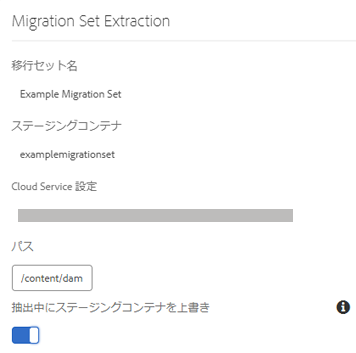 Migration Set Extraction
移行セット名
Example Migration Set
ステージングコンテナ
examplemigrationset
Cloud Service 設定
パス
/content/dam
抽出中にステージングコンテナを上書き